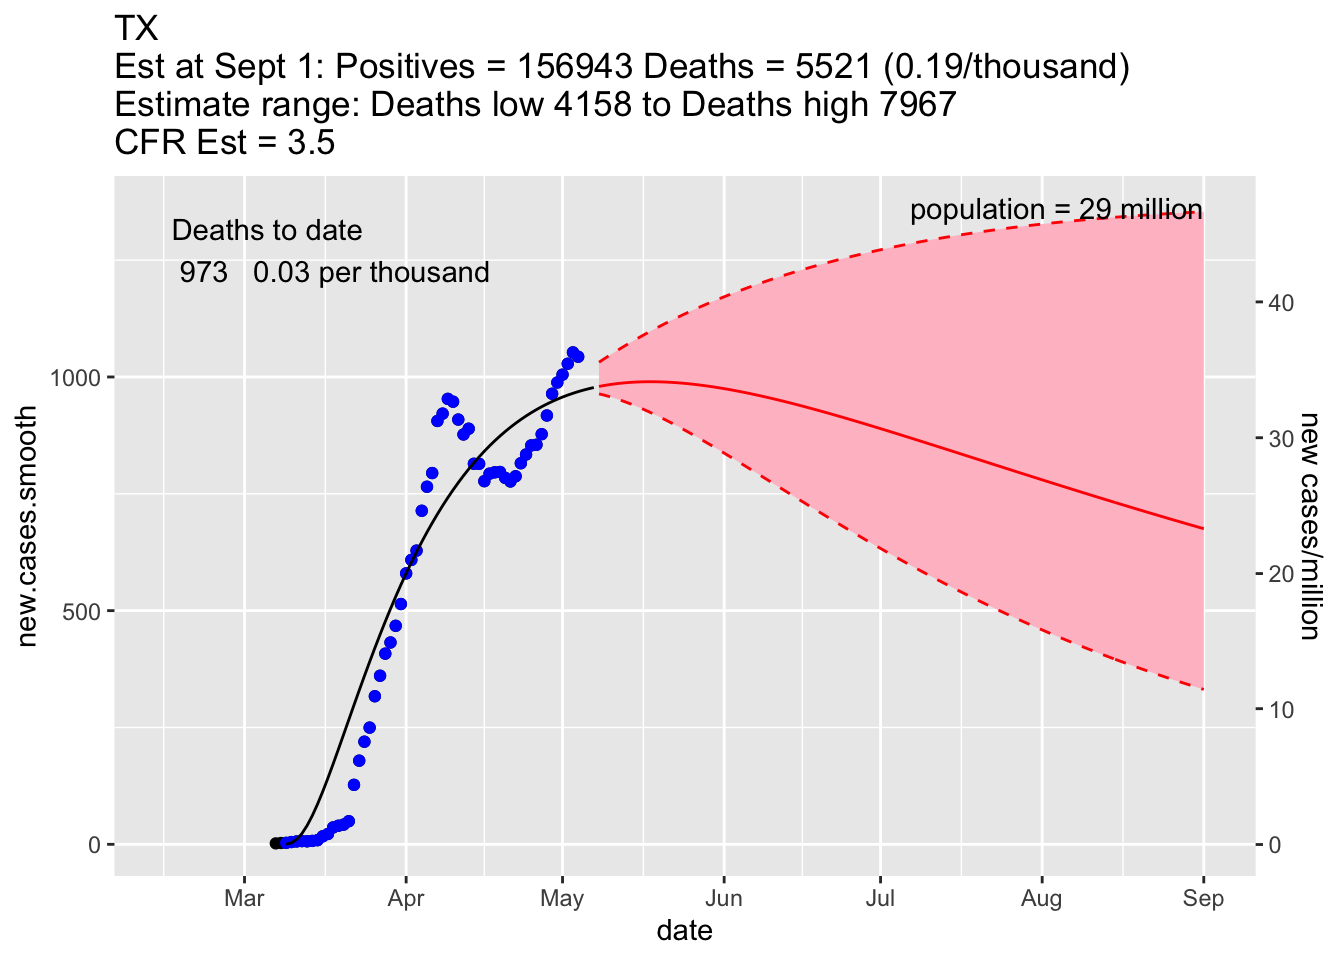 TX
Est at Sept 1: Positives = 156943 Deaths = 5521 (0.19/thousand)
Estimate range: Deaths low 4158 to Deaths high 7967
CFR Est = 3.5
population = 29 million
Deaths to date
973 0.03 per thousand
new.cases.smooth
1000
500
0
new cases/million
40
30
20
10
0
Mar Apr May Jun Jul Aug Sep
date